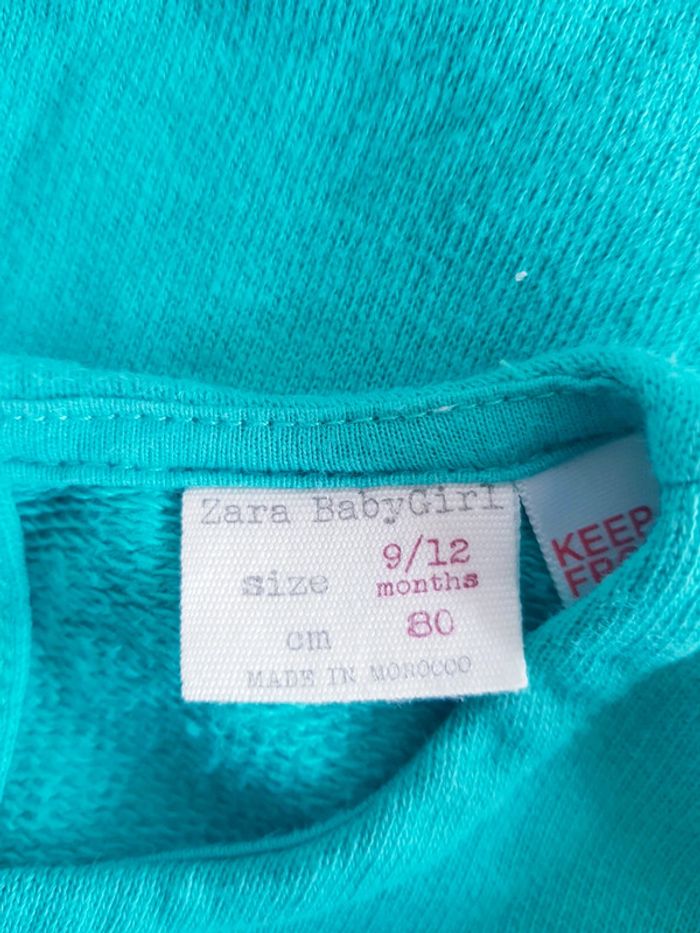 Zara BabyGirl
size 9/12 months
cm 80
MADE IN MOROCCO
KEEP